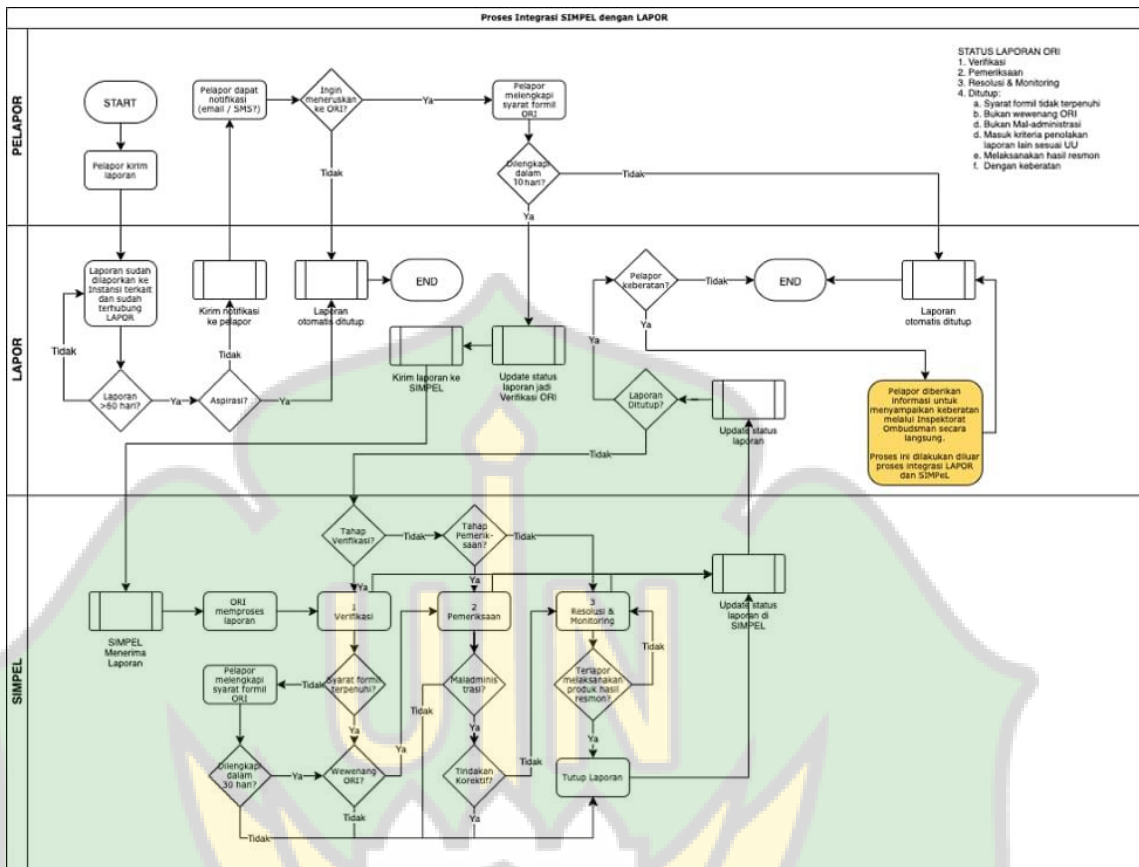 Proses Integrasi SIMPEL dengan LAPOR
PELAPOR
START
Pelapor kirim
laporan
Pelapor dapat
notifikasi
(email / SMS?)
Ingin
meneruskan
ke ORI?
Ya
Tidak
Pelapor
melengkapi
syarat formil
ORI
Dilengkapi
dalam
10 hari?
Tidak
Ya
STATUS LAPORAN ORI
1. Verifikasi
2. Pemeriksaan
3. Resolusi & Monitoring
4. Ditutup:
a. Syarat formil tidak terpenuhi
b. Bukan wewenang ORI
d. Bukan Mal-administrasi
d. Masuk kriteria penolakan
laporan lain sesuai UU
e. Melaksanakan hasil resmon
f. Dengan keberatan
LAPOR
Laporan sudah
dilaporkan ke
Instansi terkait
dan sudah
terhubung
LAPOR
Tidak
Laporan
>60 hari?
Ya
Kirim notifikasi
ke pelapor
Tidak
Aspirasi?
Ya
Laporan
otomatis ditutup
END
Kirim laporan ke
SIMPEL
Update status
laporan jadi
Verifikasi ORI
Pelapor
keberatan?
Tidak
Ya
END
Laporan
otomatis ditutup
Ya
Laporan
Ditutup?
Tidak
Update status
laporan
Pelapor diberikan
informasi untuk
menyampaikan keberatan
melalui Inspektorat
Ombudsman secara
langsung.
Proses ini dilakukan diluar
proses integrasi LAPOR
dan SIMPeL
SIMPEL
Tahap
Verifikasi?
Tidak
Ya
Tahap
Pemerik-
saan?
Tidak
Ya
SIMPEL
Menerima
Laporan
ORI
memproses
laporan
1
Verifikasi
2
Pemeriksaan
3
Resolusi &
Monitoring
Update status
laporan di
SIMPEL
Pelapor
melengkapi
syarat formil
ORI
Tidak
Syarat formil
terpenuhi?
Ya
Maladminis
trasi?
Tidak
Ya
Terlapor
melaksanakan
produk hasil
resmon?
Tidak
Ya
Dilengkapi
dalam
30 hari?
Ya
Tidak
Wewenang
ORI?
Ya
Tidak
Tindakan
Korektif?
Tidak
Ya
Tutup Laporan
UIN